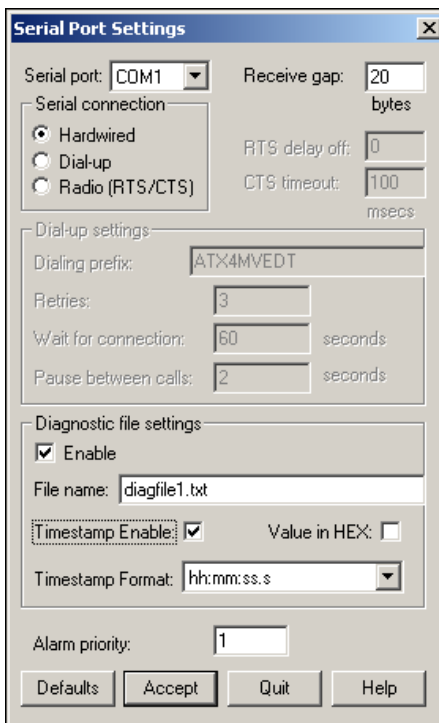 Serial Port Settings
Serial port: COM1 Receive gap: 20
bytes
Serial connection
Hardwired
Dial-up
Radio (RTS/CTS)
RTS delay off: 0
CTS timeout: 100
msecs
Dial-up settings
Dialing prefix: ATX4MVEDT
Retries: 3
Wait for connection: 60 seconds
Pause between calls: 2 seconds
Diagnostic file settings
Enable
File name: diagfile1.txt
Timestamp Enable: Value in HEX:
Timestamp Format: hh:mm:ss.s
Alarm priority: 1
Defaults Accept Quit Help